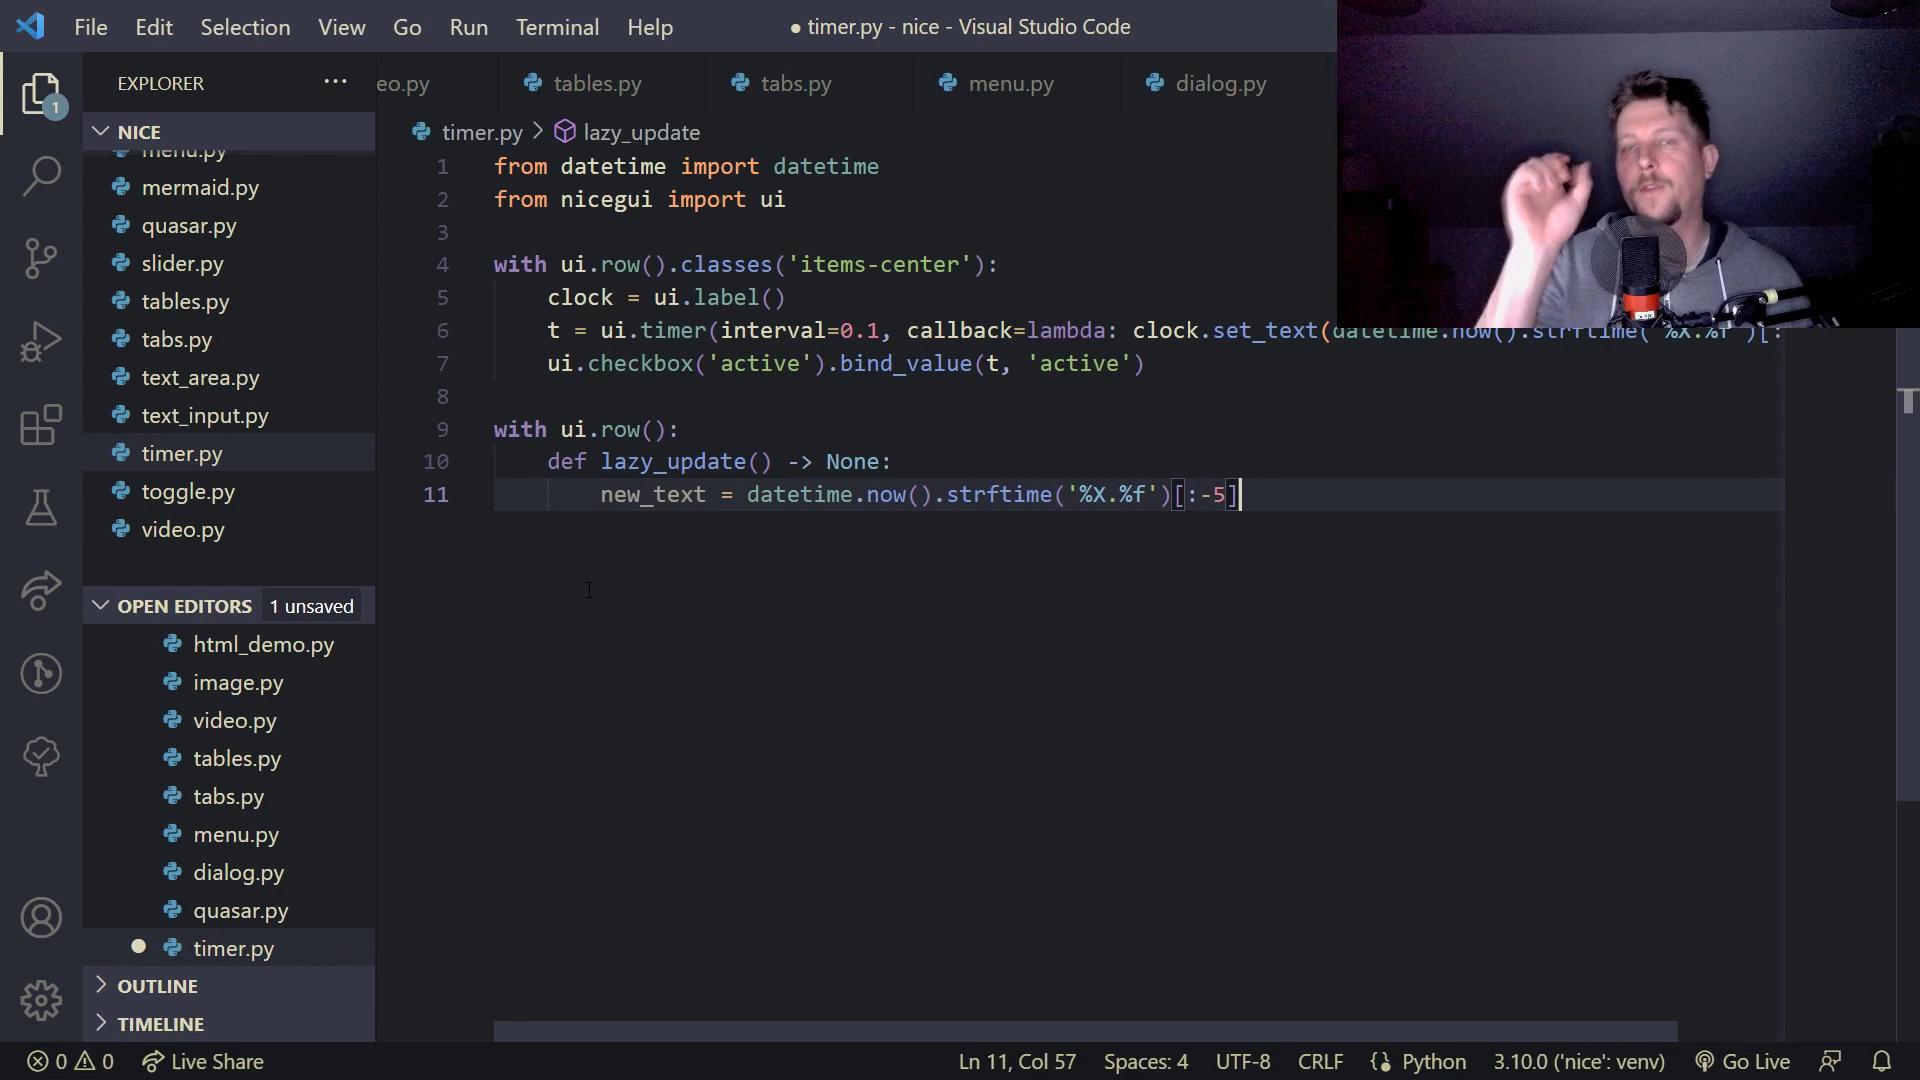 File Edit Selection View Go Run Terminal Help
● timer.py - nice - Visual Studio Code
EXPLORER ···
eo.py tables.py tabs.py menu.py dialog.py
NICE
menu.py
mermaid.py
quasar.py
slider.py
tables.py
tabs.py
text_area.py
text_input.py
timer.py
toggle.py
video.py
OPEN EDITORS 1 unsaved
html_demo.py
image.py
video.py
tables.py
tabs.py
menu.py
dialog.py
quasar.py
timer.py
OUTLINE
TIMELINE
1
timer.py > lazy_update
1 from datetime import datetime
2 from nicegui import ui
3
4 with ui.row().classes('items-center'):
5 clock = ui.label()
6 t = ui.timer(interval=0.1, callback=lambda: clock.set_text(datetime.now().strftime('%X.%f')[:
7 ui.checkbox('active').bind_value(t, 'active')
8
9 with ui.row():
10 def lazy_update() -> None:
11 new_text = datetime.now().strftime('%X.%f')[:-5]
0 0 Live Share Ln 11, Col 57 Spaces: 4 UTF-8 CRLF Python 3.10.0 ('nice': venv) Go Live